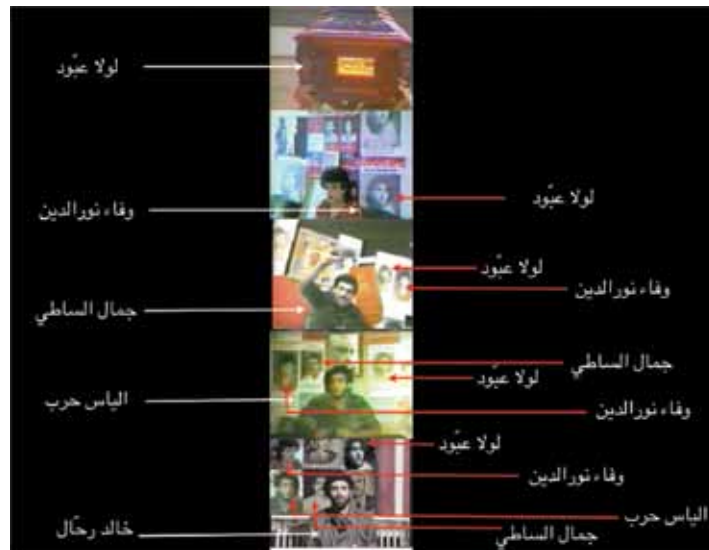 لولا عبّود
لولا عبّود
وفاء نورالدين
لولا عبّود
وفاء نورالدين
جمال الساطي
جمال الساطي
لولا عبّود
الياس حرب
وفاء نورالدين
لولا عبّود
وفاء نورالدين
الياس حرب
خالد رحّال
جمال الساطي